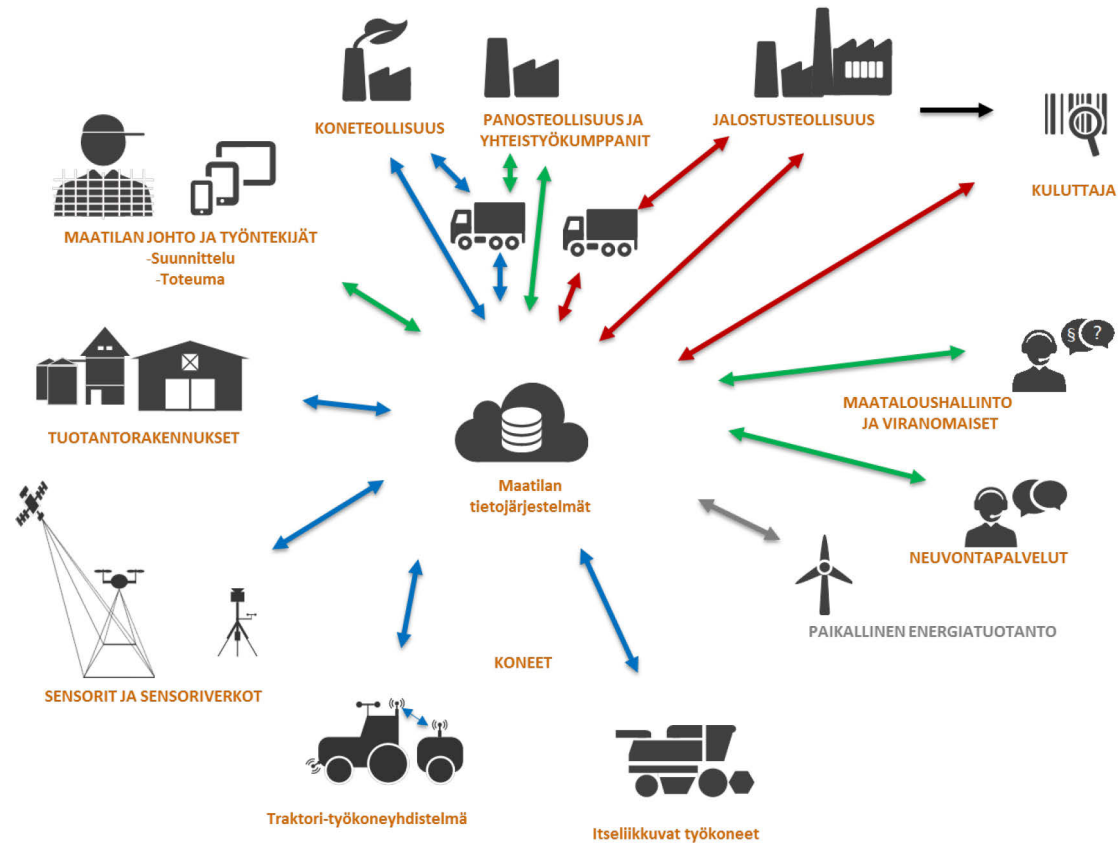 KONETEOLLISUUS
PANOSTEOLLISUUS JA
YHTEISTYÖKUMPPANIT
JALOSTUSTEOLLISUUS
KULUTTAJA
MAATILAN JOHTO JA TYÖNTEKIJÄT
-Suunnittelu
-Toteuma
§ ?
MAATALOUSHALLINTO
JA VIRANOMAISET
TUOTANTORAKENNUKSET
Maatilan
tietojärjestelmät
NEUVONTAPALVELUT
PAIKALLINEN ENERGIATUOTANTO
KONEET
SENSORIT JA SENSORIVERKOT
Traktori-työkoneyhdistelmä
Itseliikkuvat työkoneet